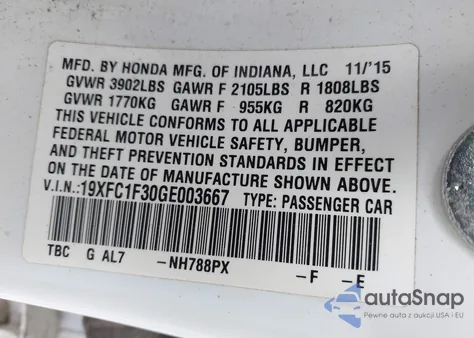 MFD. BY HONDA MFG. OF INDIANA, LLC 11/'15
GVWR 3902LBS GAWR F 2105LBS R 1808LBS
GVWR 1770KG GAWR F 955KG R 820KG
THIS VEHICLE CONFORMS TO ALL APPLICABLE
FEDERAL MOTOR VEHICLE SAFETY, BUMPER,
AND THEFT PREVENTION STANDARDS IN EFFECT
ON THE DATE OF MANUFACTURE SHOWN ABOVE.
V.I.N.:19XFC1F30GE003667 TYPE: PASSENGER CAR
TBC G AL7 -NH788PX -F -E
autoSnap
Pewne auta z USA i EU